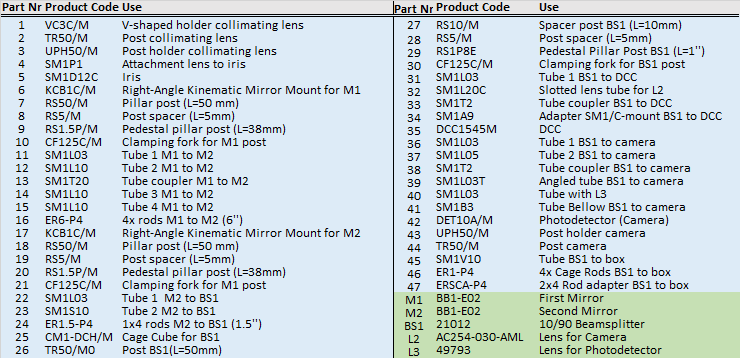 Part Nr Product Code Use
1 VC3C/M V-shaped holder collimating lens
2 TR50/M Post collimating lens
3 UPH50/M Post holder collimating lens
4 SM1P1 Attachment lens to iris
5 SM1D12C Iris
6 KCB1C/M Right-Angle Kinematic Mirror Mount for M1
7 RS50/M Pillar post (L=50 mm)
8 RS5/M Post spacer (L=5mm)
9 RS1.5P/M Pedestal pillar post (L=38mm)
10 CF125C/M Clamping fork for M1 post
11 SM1L03 Tube 1 M1 to M2
12 SM1L10 Tube 2 M1 to M2
13 SM1T20 Tube coupler M1 to M2
14 SM1L10 Tube 3 M1 to M2
15 SM1L10 Tube 4 M1 to M2
16 ER6-P4 4x rods M1 to M2 (6")
17 KCB1C/M Right-Angle Kinematic Mirror Mount for M2
18 RS50/M Pillar post (L=50 mm)
19 RS5/M Post spacer (L=5mm)
20 RS1.5P/M Pedestal pillar post (L=38mm)
21 CF125C/M Clamping fork for M1 post
22 SM1L03 Tube 1 M2 to BS1
23 SM1S10 Tube 2 M2 to BS1
24 ER1.5-P4 1x4 rods M2 to BS1 (1.5")
25 CM1-DCH/M Cage Cube for BS1
26 TR50/M0 Post BS1(L=50mm)
Part Nr Product Code Use
27 RS10/M Spacer post BS1 (L=10mm)
28 RS5/M Post spacer (L=5mm)
29 RS1P8E Pedestal Pillar Post BS1 (L=1")
30 CF125C/M Clamping fork for BS1 post
31 SM1L03 Tube 1 BS1 to DCC
32 SM1L20C Slotted lens tube for L2
33 SM1T2 Tube coupler BS1 to DCC
34 SM1A9 Adapter SM1/C-mount BS1 to DCC
35 DCC1545M DCC
36 SM1L03 Tube 1 BS1 to camera
37 SM1L05 Tube 2 BS1 to camera
38 SM1T2 Tube coupler BS1 to camera
39 SM1L03T Angled tube BS1 to camera
40 SM1L03 Tube with L3
41 SM1B3 Tube Bellow BS1 to camera
42 DET10A/M Photodetector (Camera)
43 UPH50/M Post holder camera
44 TR50/M Post camera
45 SM1V10 Tube BS1 to box
46 ER1-P4 4x Cage Rods BS1 to box
47 ERSCA-P4 2x4 Rod adapter BS1 to box
M1 BB1-E02 First Mirror
M2 BB1-E02 Second Mirror
BS1 21012 10/90 Beamsplitter
L2 AC254-030-AML Lens for Camera
L3 49793 Lens for Photodetector